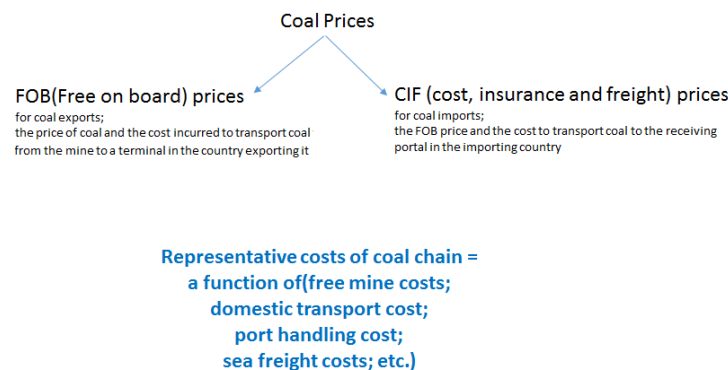 Coal Prices
FOB(Free on board) prices
for coal exports;
the price of coal and the cost incurred to transport coal
from the mine to a terminal in the country exporting it
CIF (cost, insurance and freight) prices
for coal imports;
the FOB price and the cost to transport coal to the receiving
portal in the importing country
Representative costs of coal chain =
a function of(free mine costs;
domestic transport cost;
port handling cost;
sea freight costs; etc.)